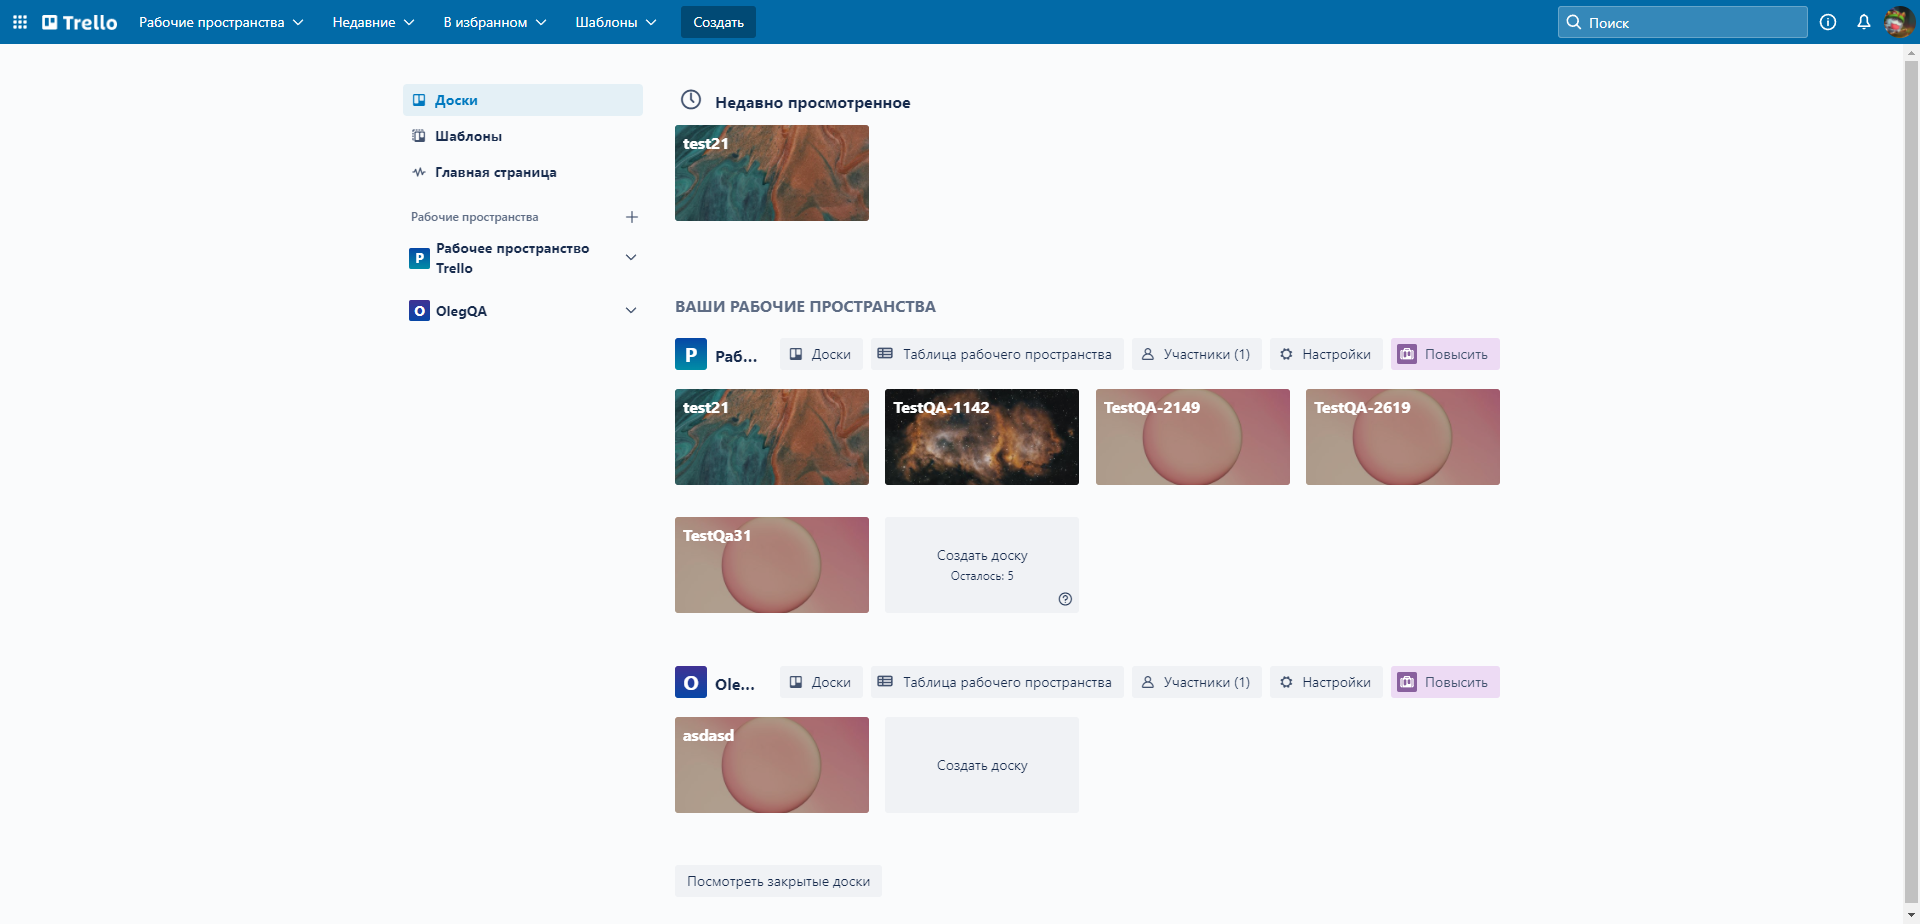 Trello
Рабочие пространства
Недавние
В избранном
Шаблоны
Создать
Поиск
Доски
Шаблоны
Главная страница
Рабочие пространства
Р
Рабочее пространство
Trello
O
OlegQA
Недавно просмотренное
test21
ВАШИ РАБОЧИЕ ПРОСТРАНСТВА
Р
Раб...
Доски
Таблица рабочего пространства
Участники (1)
Настройки
Повысить
test21
TestQA-1142
TestQA-2149
TestQA-2619
TestQa31
Создать доску
Осталось: 5
O
Ole...
Доски
Таблица рабочего пространства
Участники (1)
Настройки
Повысить
asdasd
Создать доску
Посмотреть закрытые доски